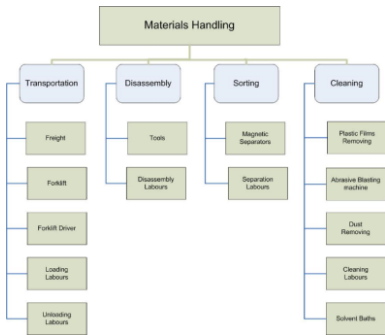 Materials Handling
Transportation
Disassembly
Sorting
Cleaning
Freight
Forklift
Forklift Driver
Loading
Labours
Unloading
Labours
Tools
Disassembly
Labours
Magnetic
Separators
Separation
Labours
Plastic Films
Removing
Abrasive Blasting
machine
Dust
Removing
Cleaning
Labours
Solvent Baths